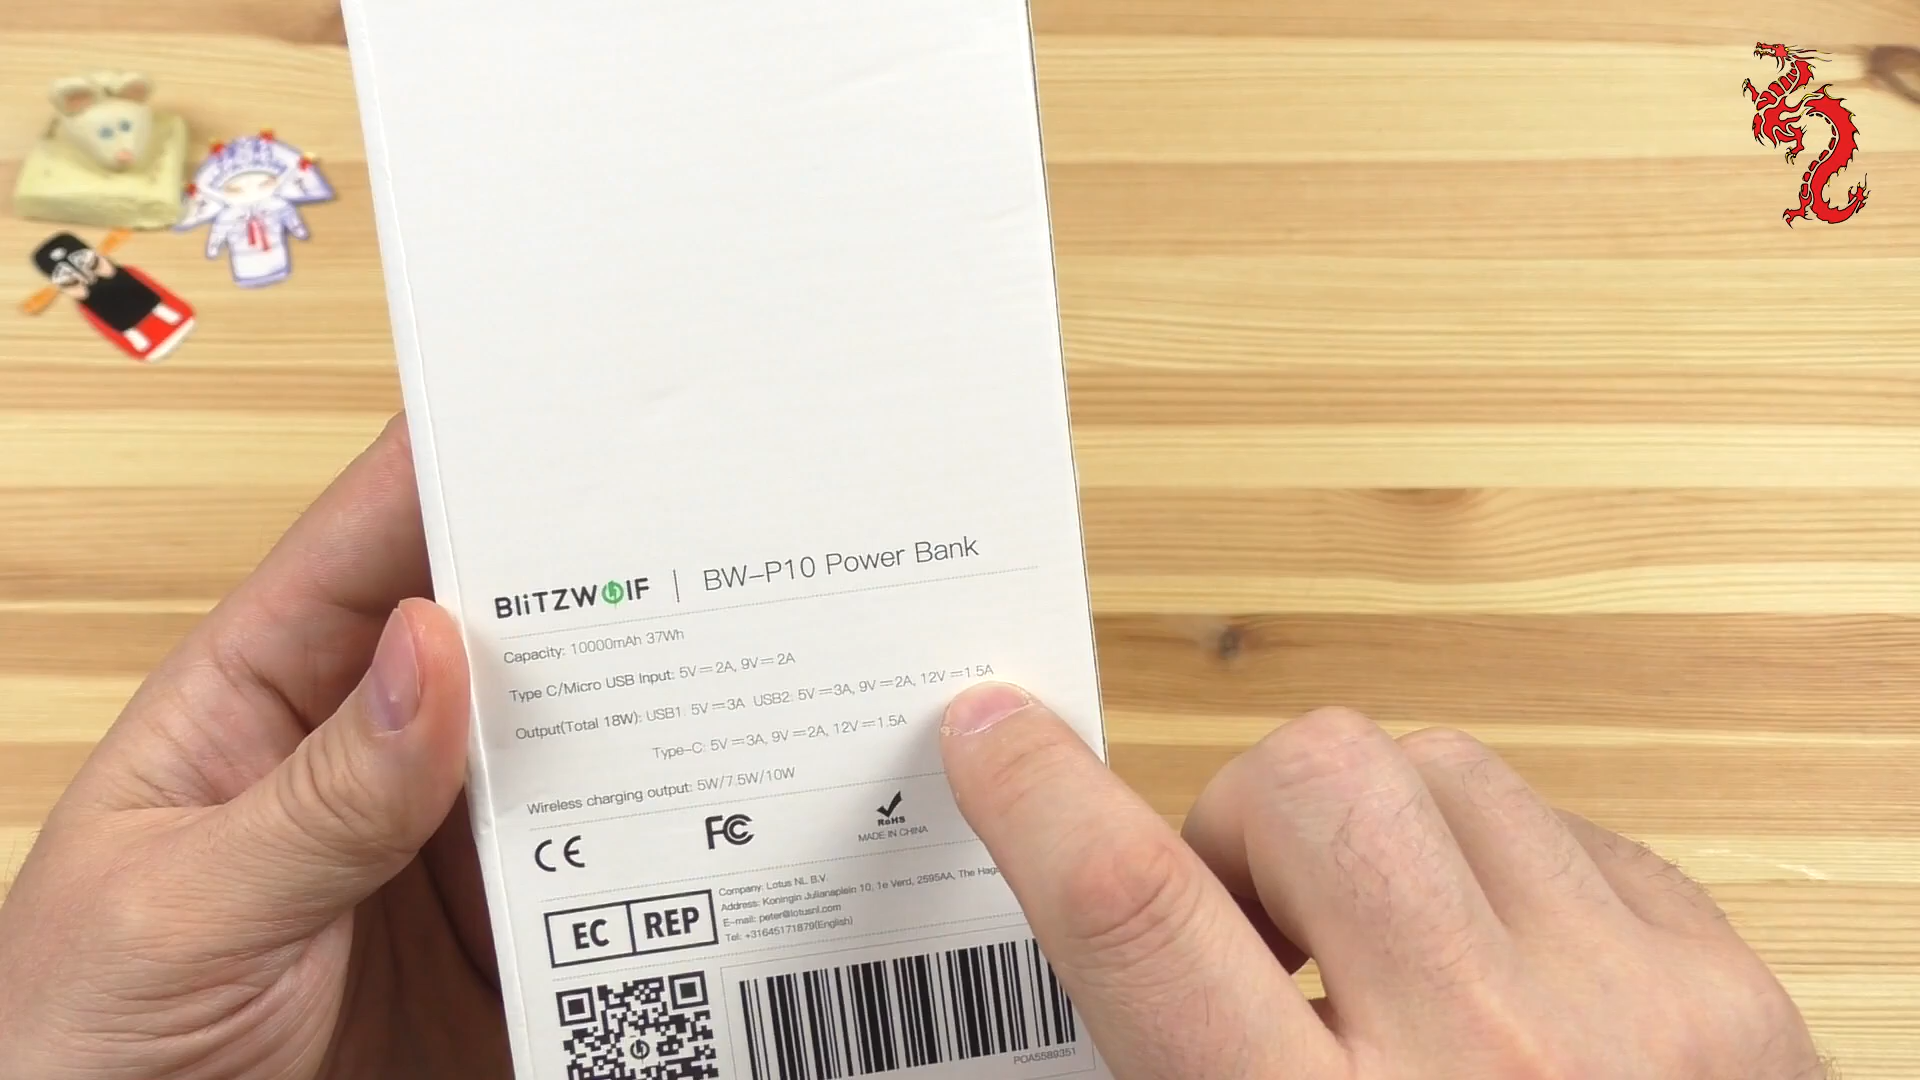 BliTZWOlF | BW-P10 Power Bank
Capacity: 10000mAh 37Wh
Type C/Micro USB Input: 5V⎓2A, 9V⎓2A
Output(Total 18W): USB1: 5V⎓3A USB2: 5V⎓3A, 9V⎓2A, 12V⎓1.5A
Type-C: 5V⎓3A, 9V⎓2A, 12V⎓1.5A
Wireless charging output: 5W/7.5W/10W
CE
FC
RoHS
MADE IN CHINA
EC REP
Company: Lotus NL B.V.
Address: Koningin Julianaplein 10, 1e Verd, 2595AA, The
E-mail: peter@lotusnl.com
Tel: +31645171879(English)
POA5589351